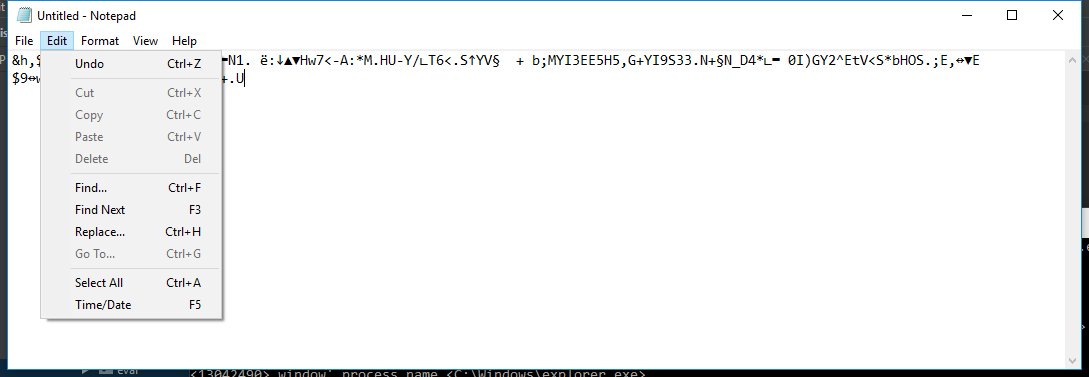 Untitled - Notepad
File Edit Format View Help
&h,$ N1. ë:↓▲▼Hw7<-A:*M.HU-Y/∟T6<.S↑YV§ + b;MYI3EE5H5,G+YI9S33.N+§N_D4*∟▬ 0I)GY2^EtV<S*bHOS.;E,↔▼E
$9↔ +.U
Undo Ctrl+Z
Cut Ctrl+X
Copy Ctrl+C
Paste Ctrl+V
Delete Del
Find... Ctrl+F
Find Next F3
Replace... Ctrl+H
Go To... Ctrl+G
Select All Ctrl+A
Time/Date F5
eval
<13042490> window' process name <C:\Windows\explorer.exe>